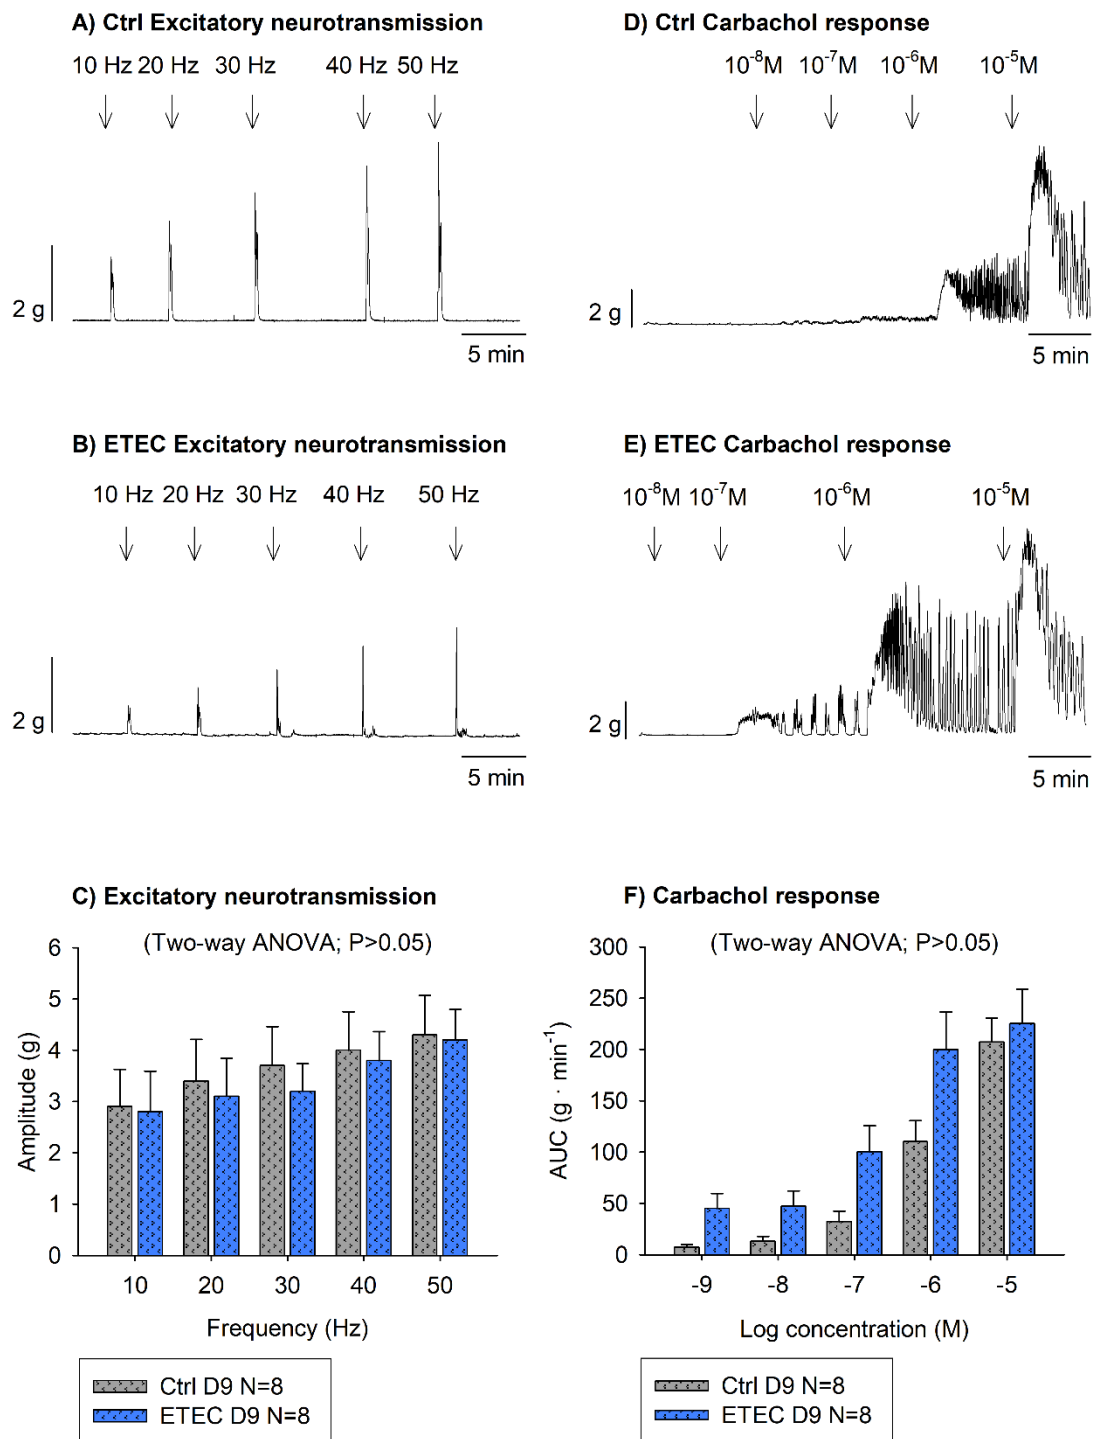 A) Ctrl Excitatory neurotransmission
10 Hz 20 Hz 30 Hz 40 Hz 50 Hz
2 g
5 min
B) ETEC Excitatory neurotransmission
10 Hz 20 Hz 30 Hz 40 Hz 50 Hz
2 g
5 min
C) Excitatory neurotransmission
(Two-way ANOVA; P>0.05)
Amplitude (g)
6
5
4
3
2
1
0
10 20 30 40 50
Frequency (Hz)
Ctrl D9 N=8
ETEC D9 N=8
D) Ctrl Carbachol response
10⁻⁸M 10⁻⁷M 10⁻⁶M 10⁻⁵M
2 g
5 min
E) ETEC Carbachol response
10⁻⁸M 10⁻⁷M 10⁻⁶M 10⁻⁵M
2 g
5 min
F) Carbachol response
(Two-way ANOVA; P>0.05)
AUC (g · min⁻¹)
300
250
200
150
100
50
0
-9 -8 -7 -6 -5
Log concentration (M)
Ctrl D9 N=8
ETEC D9 N=8